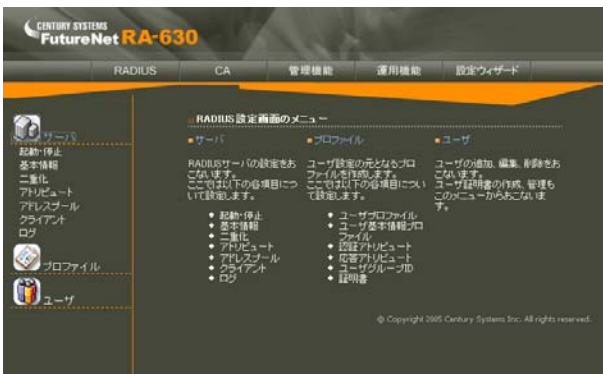 CENTURY SYSTEMS
FutureNet RA-630
RADIUS CA 管理機能 運用機能 設定ウィザード
サーバ
起動・停止
基本情報
二重化
アトリビュート
アドレスプール
クライアント
ログ
プロファイル
ユーザ
RADIUS設定画面のメニュー
サーバ
RADIUSサーバの設定をお
こないます。
ここでは以下の各項目につ
いて設定します。
起動・停止
基本情報
二重化
アトリビュート
アドレスプール
クライアント
ログ
プロファイル
ユーザ設定の元となるプロ
ファイルを作成します。
ここでは以下の各項目につい
て設定します。
ユーザプロファイル
ユーザ基本情報プロ
ファイル
認証アトリビュート
応答アトリビュート
ユーザグループID
証明書
ユーザ
ユーザの追加、編集、削除をお
こないます。
ユーザ証明書の作成、管理も
このメニューからおこないま
す。
© Copyright 2005 Century Systems Inc. All rights reserved.